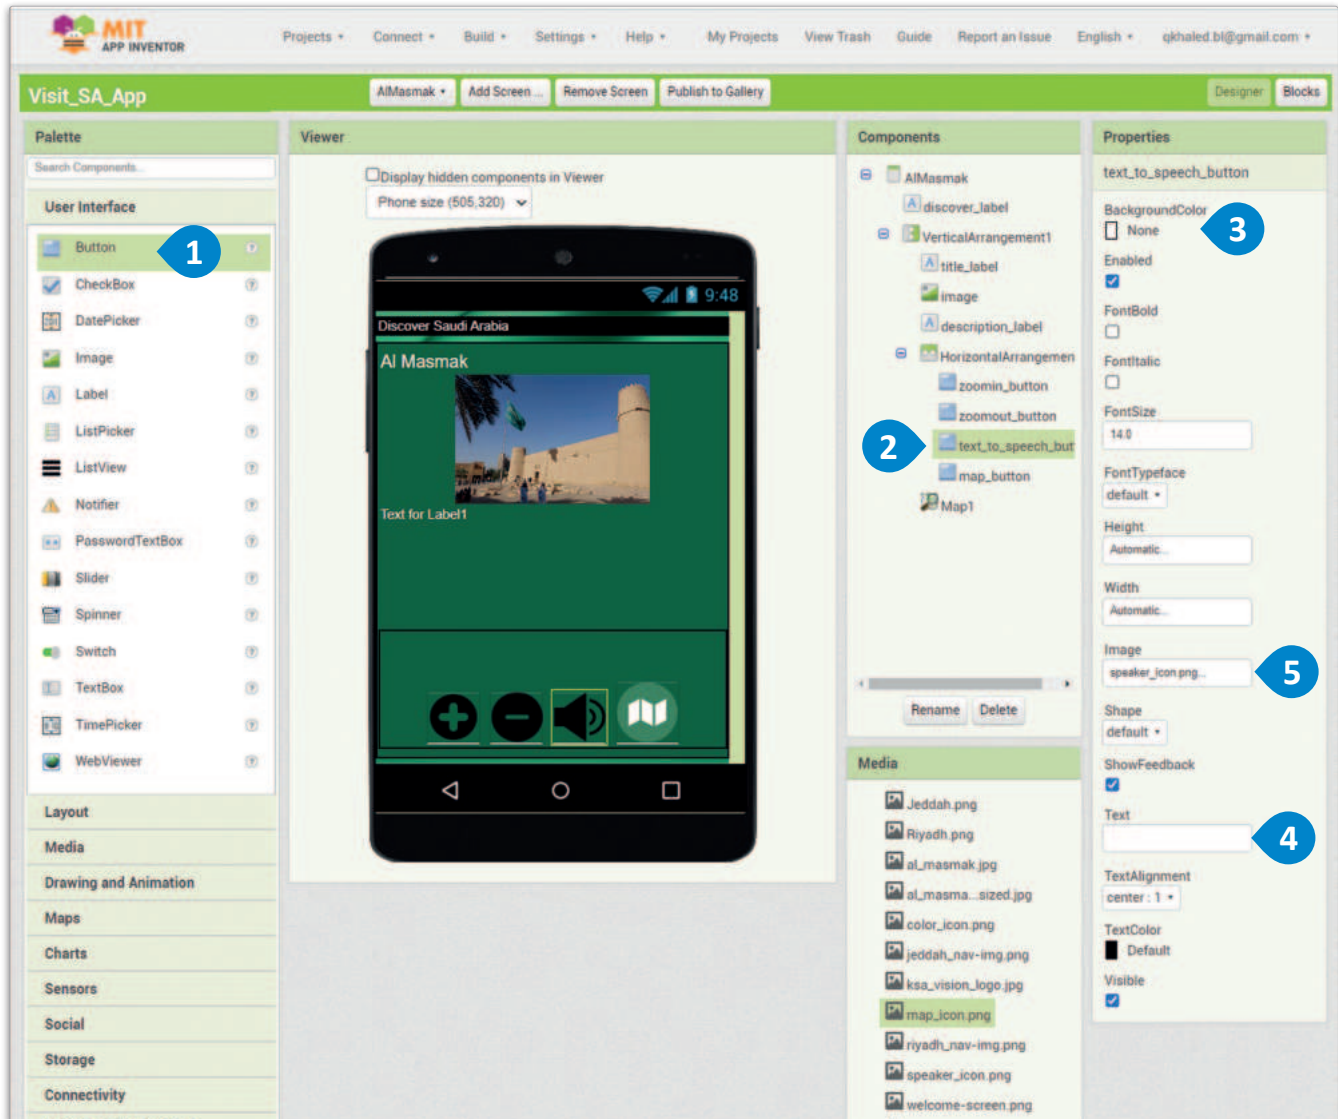 MIT
APP INVENTOR
Projects Connect Build Settings Help My Projects View Trash Guide Report an Issue English qkhaled.bl@gmail.com
Visit_SA_App
AlMasmak Add Screen ... Remove Screen Publish to Gallery Designer Blocks
Palette
Search Components...
User Interface
Button
1
CheckBox
DatePicker
Image
Label
ListPicker
ListView
Notifier
PasswordTextBox
Slider
Spinner
Switch
TextBox
TimePicker
WebViewer
Layout
Media
Drawing and Animation
Maps
Charts
Sensors
Social
Storage
Connectivity
Viewer
Display hidden components in Viewer
Phone size (505,320)
9:48
Discover Saudi Arabia
Al Masmak
Text for Label1
Components
AlMasmak
discover_label
VerticalArrangement1
title_label
image
description_label
HorizontalArrangemen
zoomin_button
zoomout_button
2
text_to_speech_but
map_button
Map1
Rename Delete
Media
Jeddah.png
Riyadh.png
al_masmak.jpg
al_masma...sized.jpg
color_icon.png
jeddah_nav-img.png
ksa_vision_logo.jpg
map_icon.png
riyadh_nav-img.png
speaker_icon.png
welcome-screen.png
Properties
text_to_speech_button
BackgroundColor
None
3
Enabled
FontBold
FontItalic
FontSize
14.0
FontTypeface
default
Height
Automatic...
Width
Automatic...
Image
speaker_icon.png...
5
Shape
default
ShowFeedback
Text
4
TextAlignment
center : 1
TextColor
Default
Visible